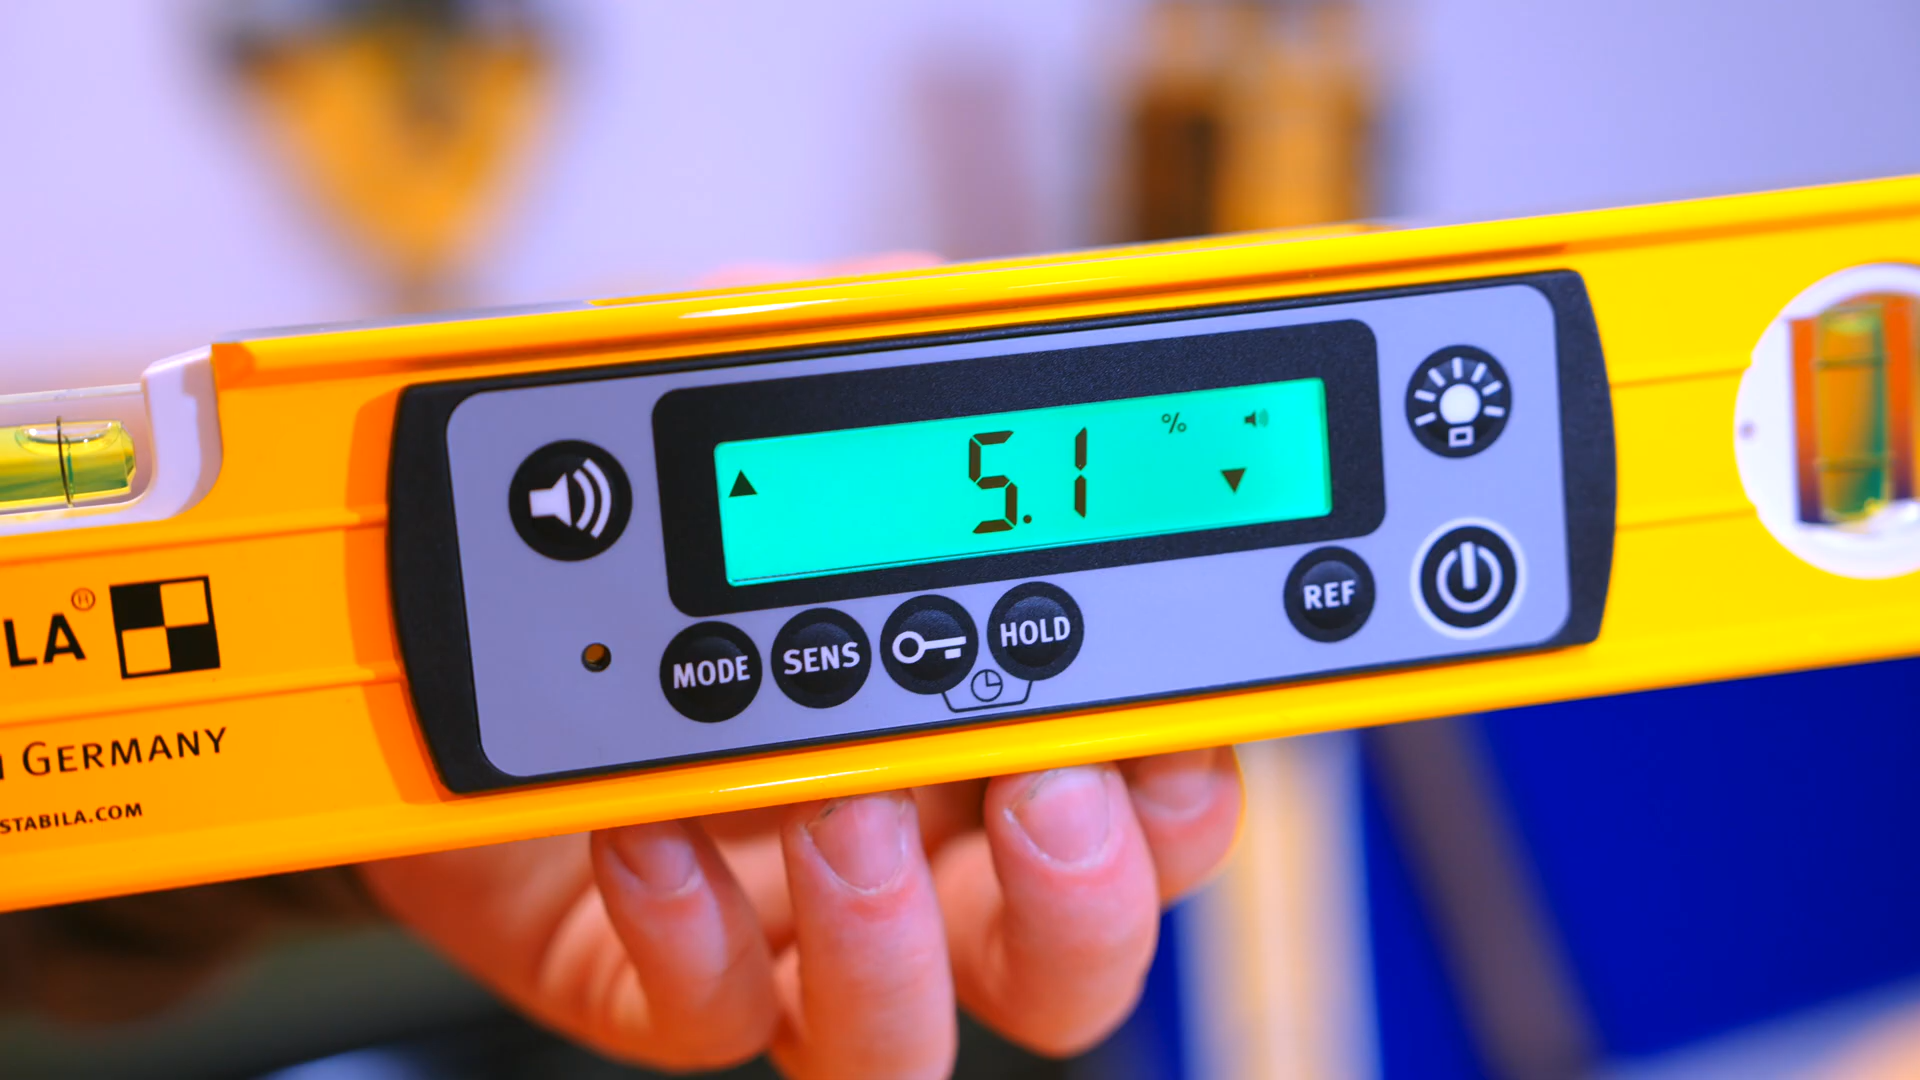 LA®
GERMANY
STABILA.COM
5.1 %
MODE
SENS
HOLD
REF